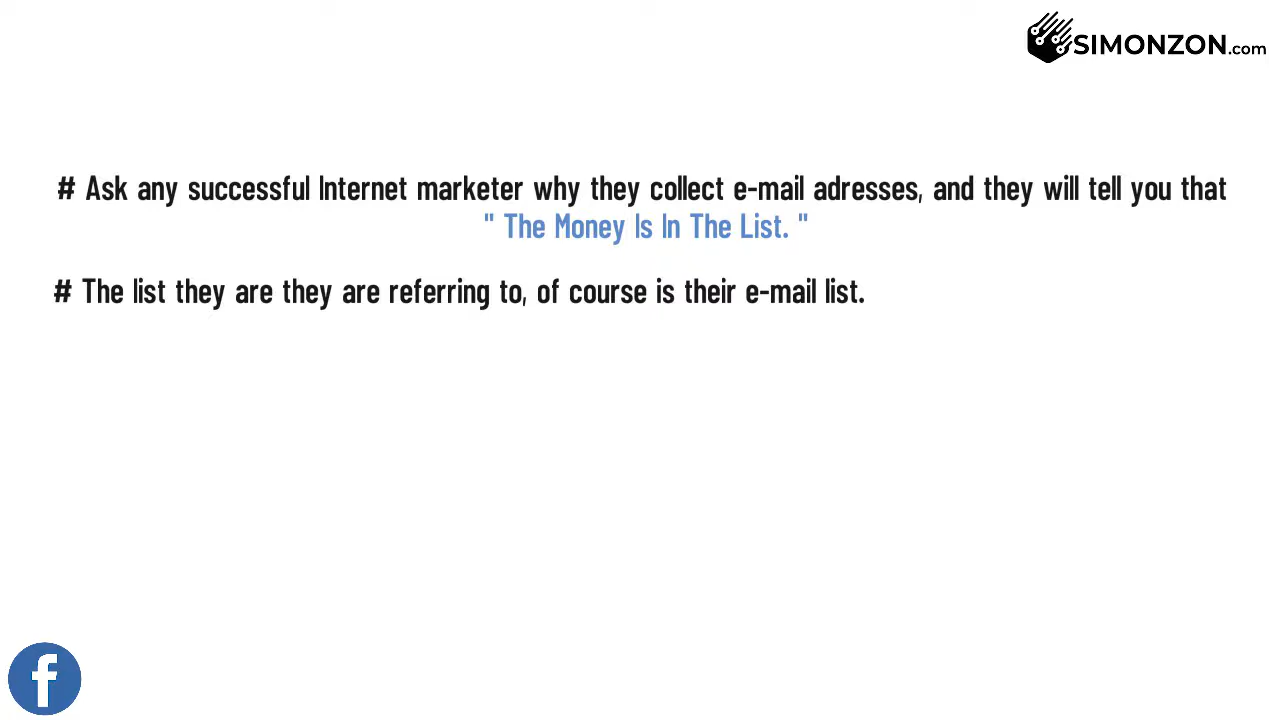 SIMONZON.com
# Ask any successful Internet marketer why they collect e-mail adresses, and they will tell you that
" The Money Is In The List. "
# The list they are they are referring to, of course is their e-mail list.
f